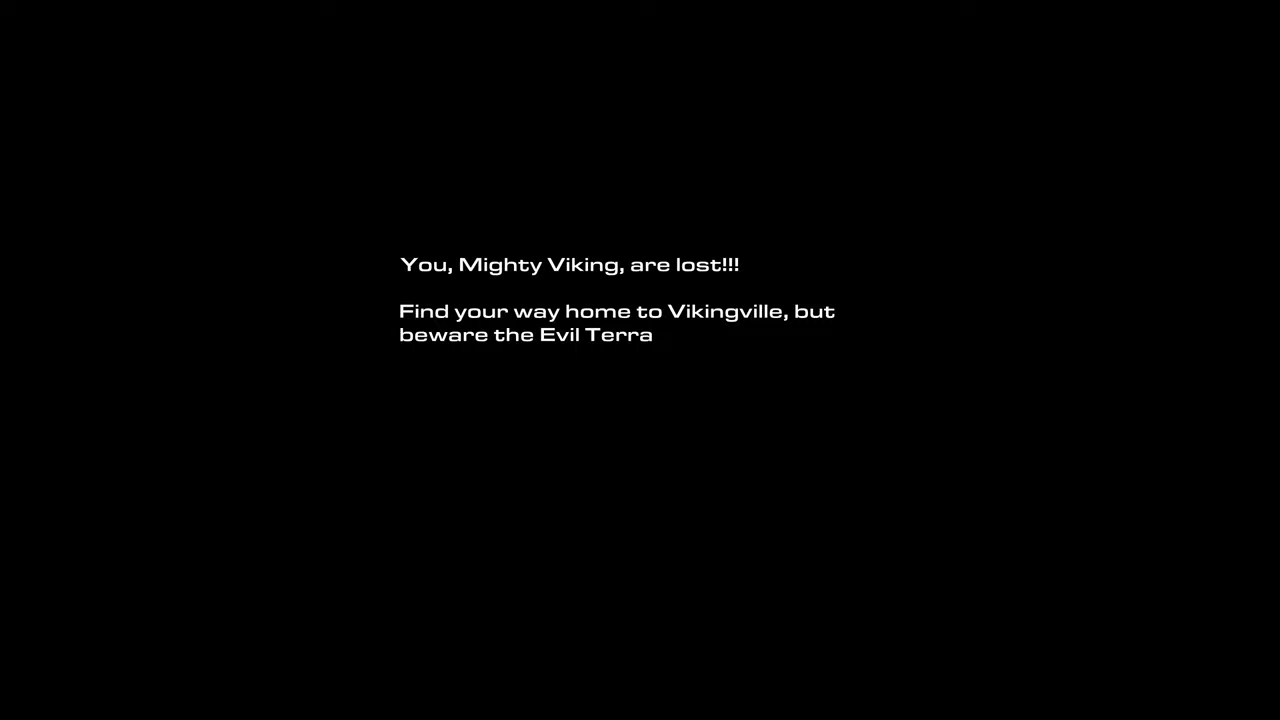 You, Mighty Viking, are lost!!!
Find your way home to Vikingville, but
beware the Evil Terra